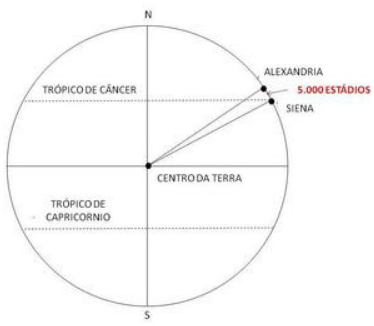 N
ALEXANDRIA
5.000 ESTÁDIOS
TRÓPICO DE CÂNCER
SIENA
CENTRO DA TERRA
TRÓPICO DE
CAPRICORNIO
S